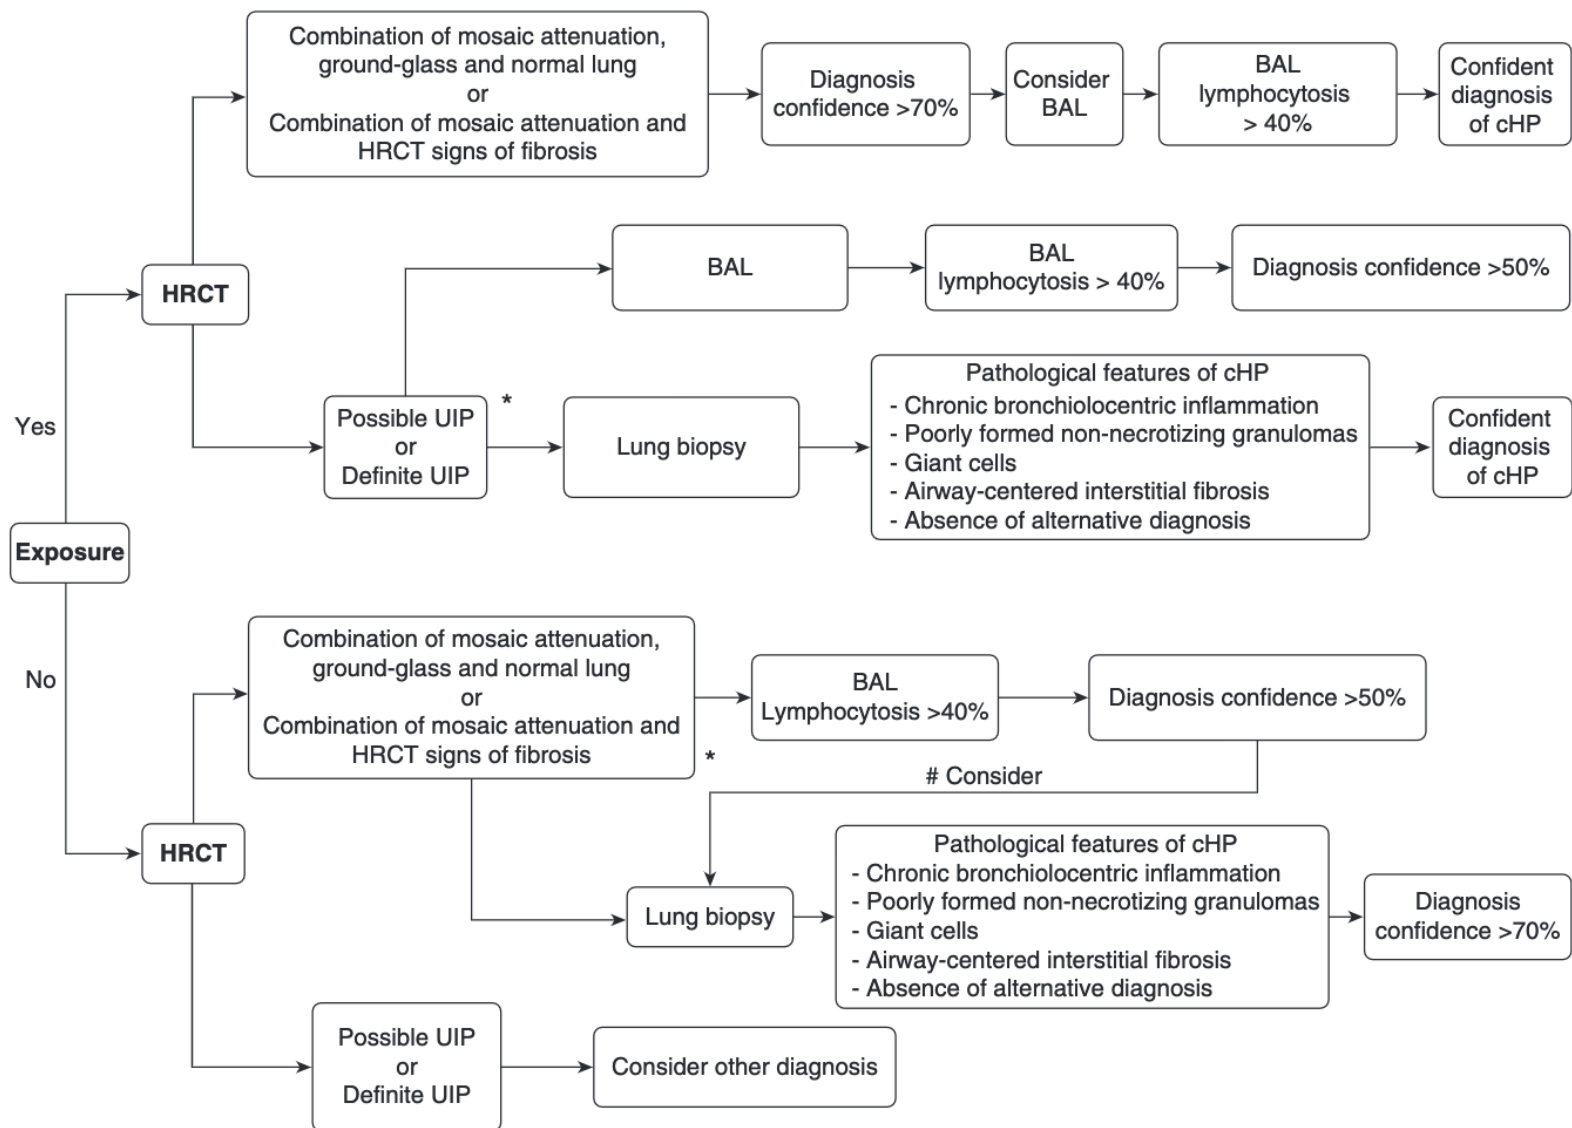 Combination of mosaic attenuation,
ground-glass and normal lung
or
Combination of mosaic attenuation and
HRCT signs of fibrosis
Diagnosis
confidence >70%
Consider
BAL
BAL
lymphocytosis
> 40%
Confident
diagnosis
of cHP
HRCT
BAL
BAL
lymphocytosis > 40%
Diagnosis confidence >50%
Yes
Possible UIP
or
Definite UIP
*
Lung biopsy
Pathological features of cHP
- Chronic bronchiolocentric inflammation
- Poorly formed non-necrotizing granulomas
- Giant cells
- Airway-centered interstitial fibrosis
- Absence of alternative diagnosis
Confident
diagnosis
of cHP
Exposure
No
Combination of mosaic attenuation,
ground-glass and normal lung
or
Combination of mosaic attenuation and
HRCT signs of fibrosis
*
BAL
Lymphocytosis >40%
Diagnosis confidence >50%
# Consider
HRCT
Lung biopsy
Pathological features of cHP
- Chronic bronchiolocentric inflammation
- Poorly formed non-necrotizing granulomas
- Giant cells
- Airway-centered interstitial fibrosis
- Absence of alternative diagnosis
Diagnosis
confidence >70%
Possible UIP
or
Definite UIP
Consider other diagnosis